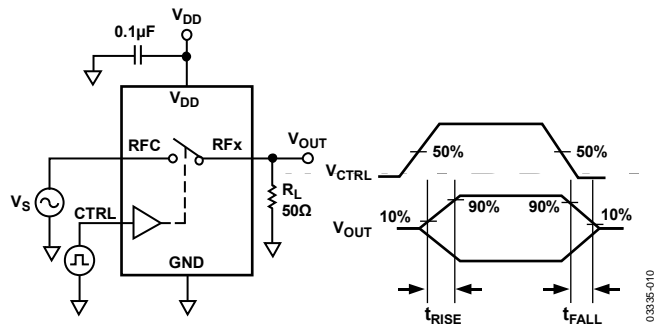 VDD
0.1µF
VDD
RFC
RFx
VOUT
VS
CTRL
RL
50Ω
GND
VCTRL
50%
50%
VOUT
10%
90%
90%
10%
tRISE
tFALL
03335-010